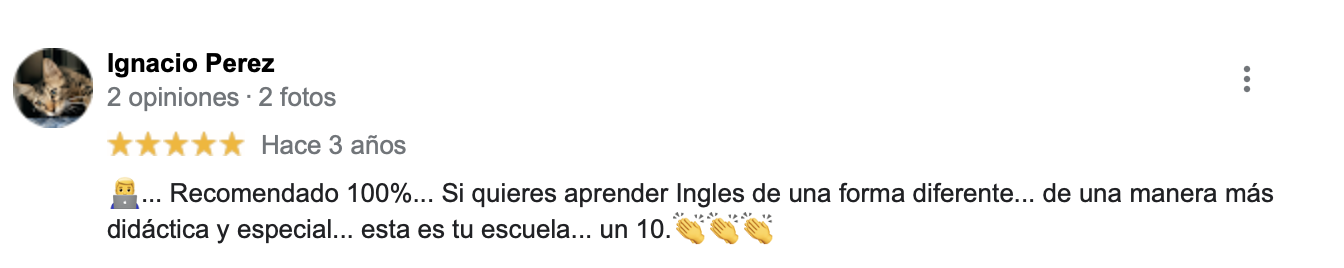 Ignacio Perez
2 opiniones · 2 fotos
Hace 3 años
👨‍💻... Recomendado 100%... Si quieres aprender Ingles de una forma diferente... de una manera más
didáctica y especial... esta es tu escuela... un 10.👏👏👏